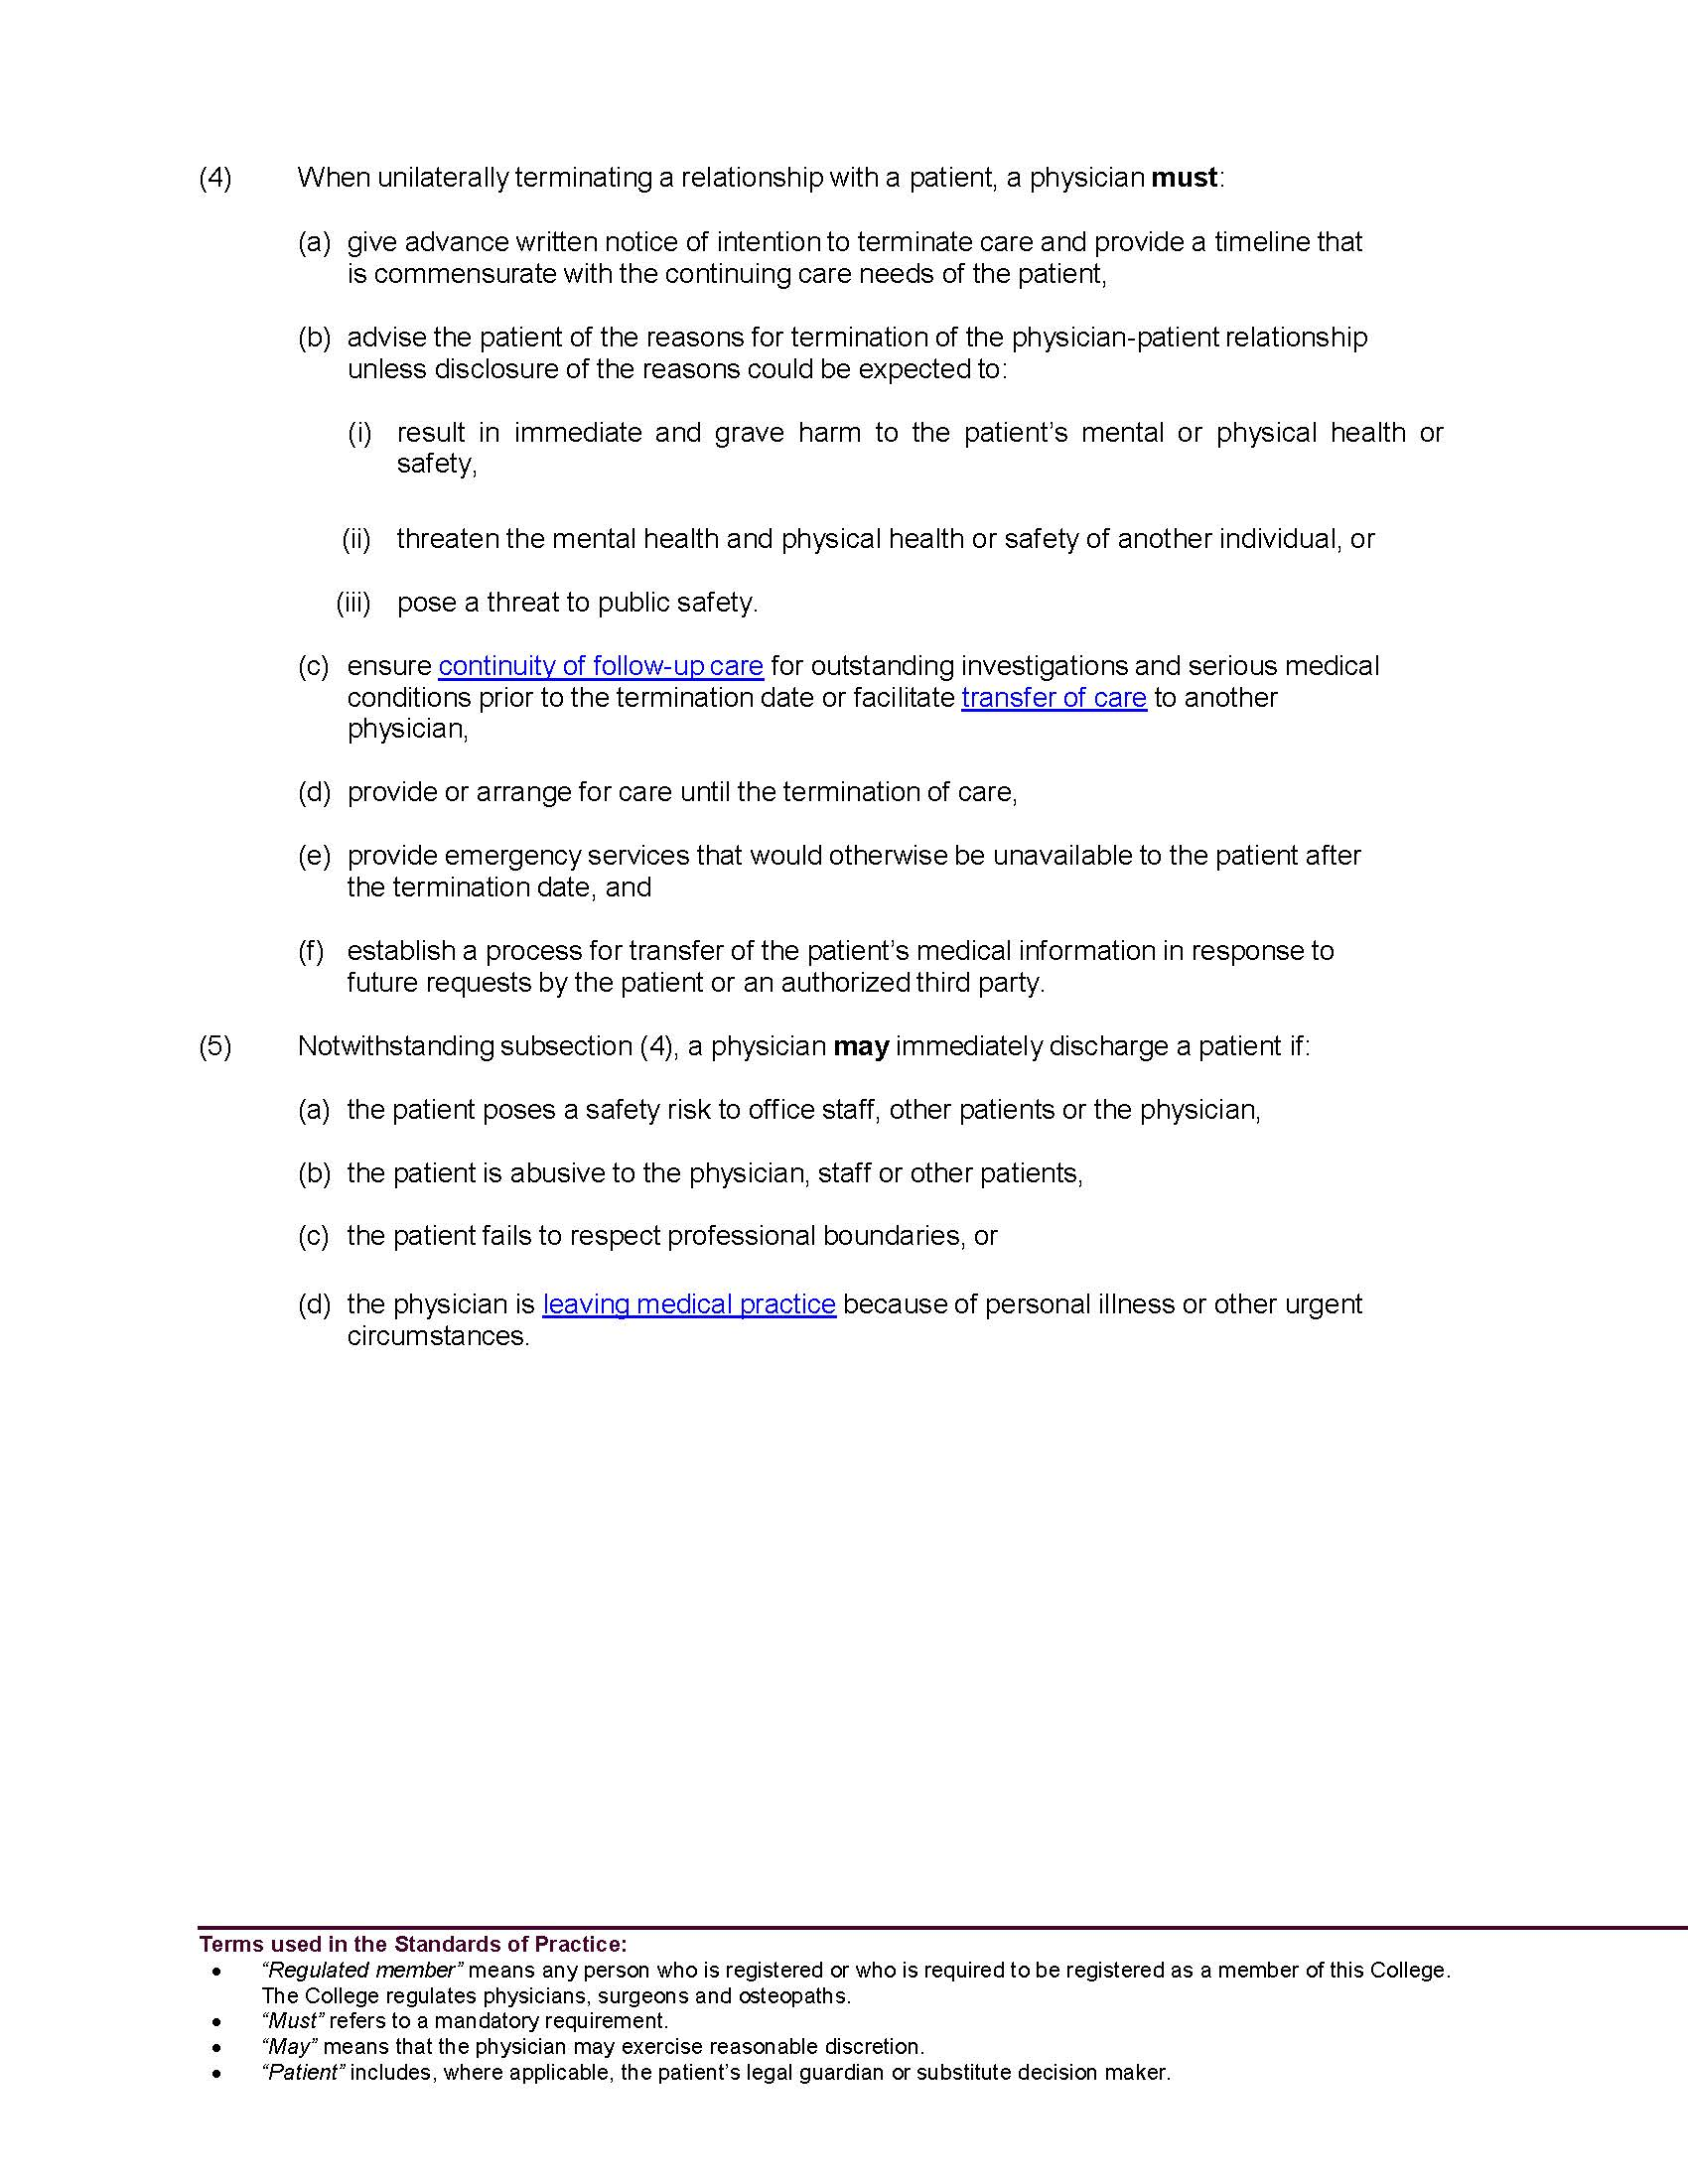 (4) When unilaterally terminating a relationship with a patient, a physician must:
(a) give advance written notice of intention to terminate care and provide a timeline that
is commensurate with the continuing care needs of the patient,
(b) advise the patient of the reasons for termination of the physician-patient relationship
unless disclosure of the reasons could be expected to:
(i) result in immediate and grave harm to the patient’s mental or physical health or
safety,
(ii) threaten the mental health and physical health or safety of another individual, or
(iii) pose a threat to public safety.
(c) ensure continuity of follow-up care for outstanding investigations and serious medical
conditions prior to the termination date or facilitate transfer of care to another
physician,
(d) provide or arrange for care until the termination of care,
(e) provide emergency services that would otherwise be unavailable to the patient after
the termination date, and
(f) establish a process for transfer of the patient’s medical information in response to
future requests by the patient or an authorized third party.
(5) Notwithstanding subsection (4), a physician may immediately discharge a patient if:
(a) the patient poses a safety risk to office staff, other patients or the physician,
(b) the patient is abusive to the physician, staff or other patients,
(c) the patient fails to respect professional boundaries, or
(d) the physician is leaving medical practice because of personal illness or other urgent
circumstances.
Terms used in the Standards of Practice:
• “Regulated member” means any person who is registered or who is required to be registered as a member of this College.
The College regulates physicians, surgeons and osteopaths.
• “Must” refers to a mandatory requirement.
• “May” means that the physician may exercise reasonable discretion.
• “Patient” includes, where applicable, the patient’s legal guardian or substitute decision maker.